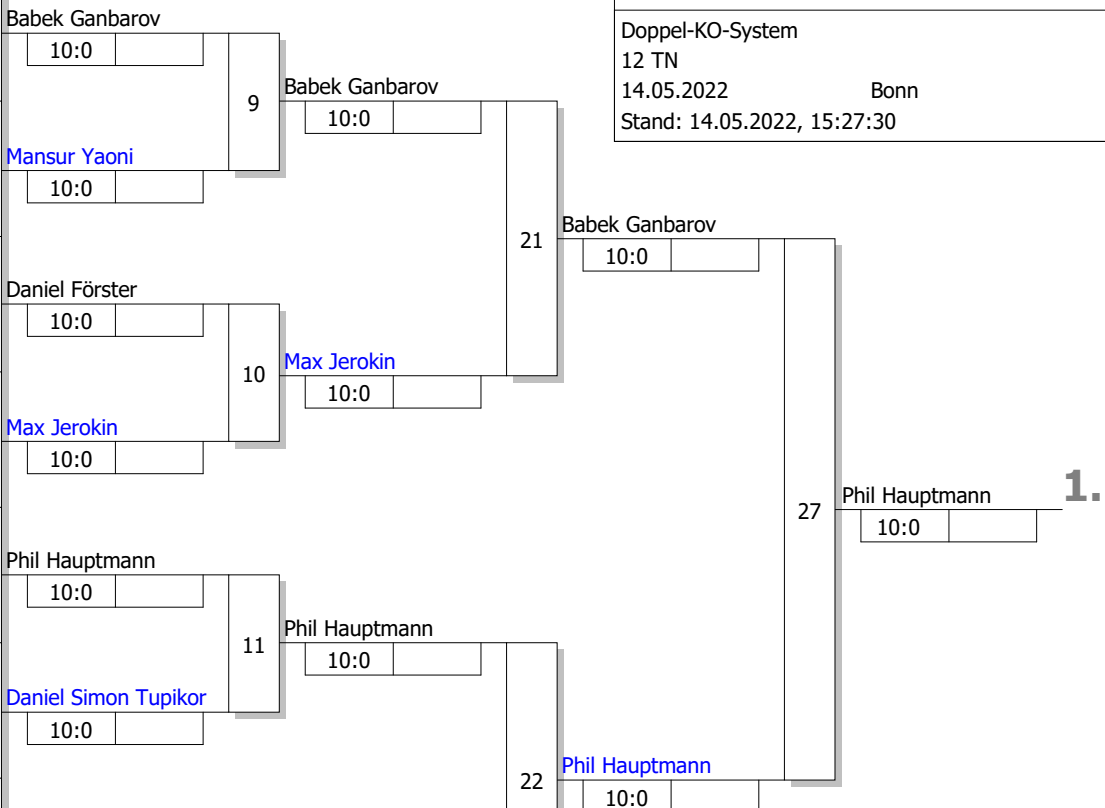 Doppel-KO-System
12 TN
14.05.2022 Bonn
Stand: 14.05.2022, 15:27:30
Babek Ganbarov
10:0
9
Mansur Yaoni
10:0
Babek Ganbarov
10:0
Daniel Förster
10:0
10
Max Jerokin
10:0
Max Jerokin
10:0
21
Babek Ganbarov
10:0
Phil Hauptmann
10:0
11
Daniel Simon Tupikor
10:0
Phil Hauptmann
10:0
22
Phil Hauptmann
10:0
27
Phil Hauptmann
10:0
1.